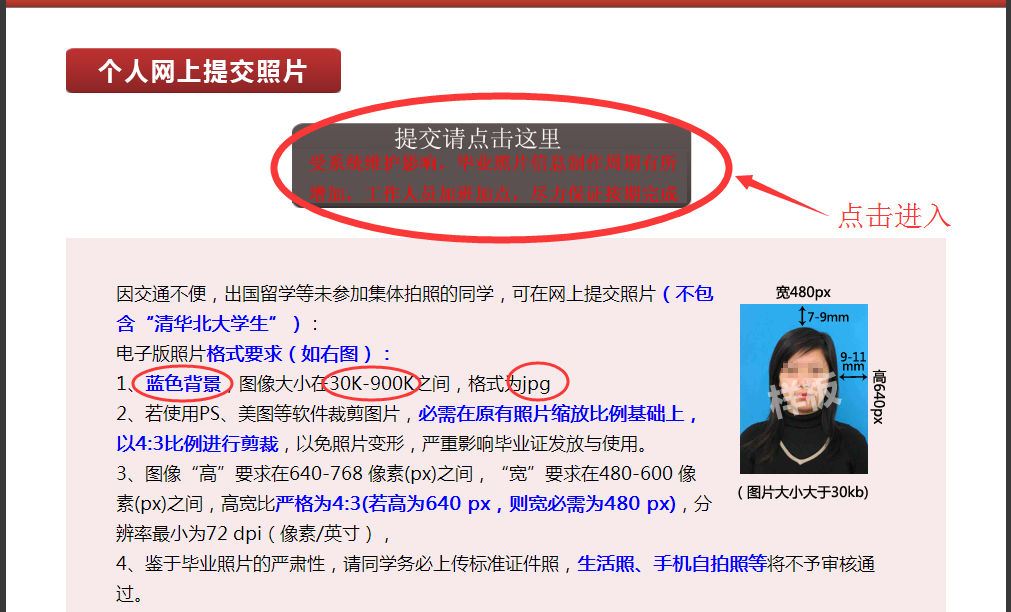 个人网上提交照片
提交请点击这里
受系统维护影响，毕业照片信息制作周期有所
增加，工作人员加班加点，尽力保证按期完成
点击进入
因交通不便，出国留学等未参加集体拍照的同学，可在网上提交照片（不包
含“清华北大学生”）：
电子版照片格式要求（如右图）：
1、蓝色背景，图像大小在30K-900K之间，格式为jpg
2、若使用PS、美图等软件裁剪图片，必需在原有照片缩放比例基础上，
以4:3比例进行剪裁，以免照片变形，严重影响毕业证发放与使用。
3、图像“高”要求在640-768 像素(px)之间，“宽”要求在480-600 像
素(px)之间，高宽比严格为4:3(若高为640 px，则宽必需为480 px)，分
辨率最小为72 dpi（像素/英寸），
4、鉴于毕业照片的严肃性，请同学务必上传标准证件照，生活照、手机自拍照等将不予审核通
过。
宽480px
7-9mm
9-11
mm
高640px
样版
（图片大小大于30kb)